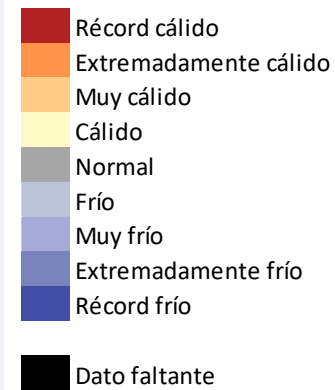 Récord cálido
Extremadamente cálido
Muy cálido
Cálido
Normal
Frío
Muy frío
Extremadamente frío
Récord frío
Dato faltante